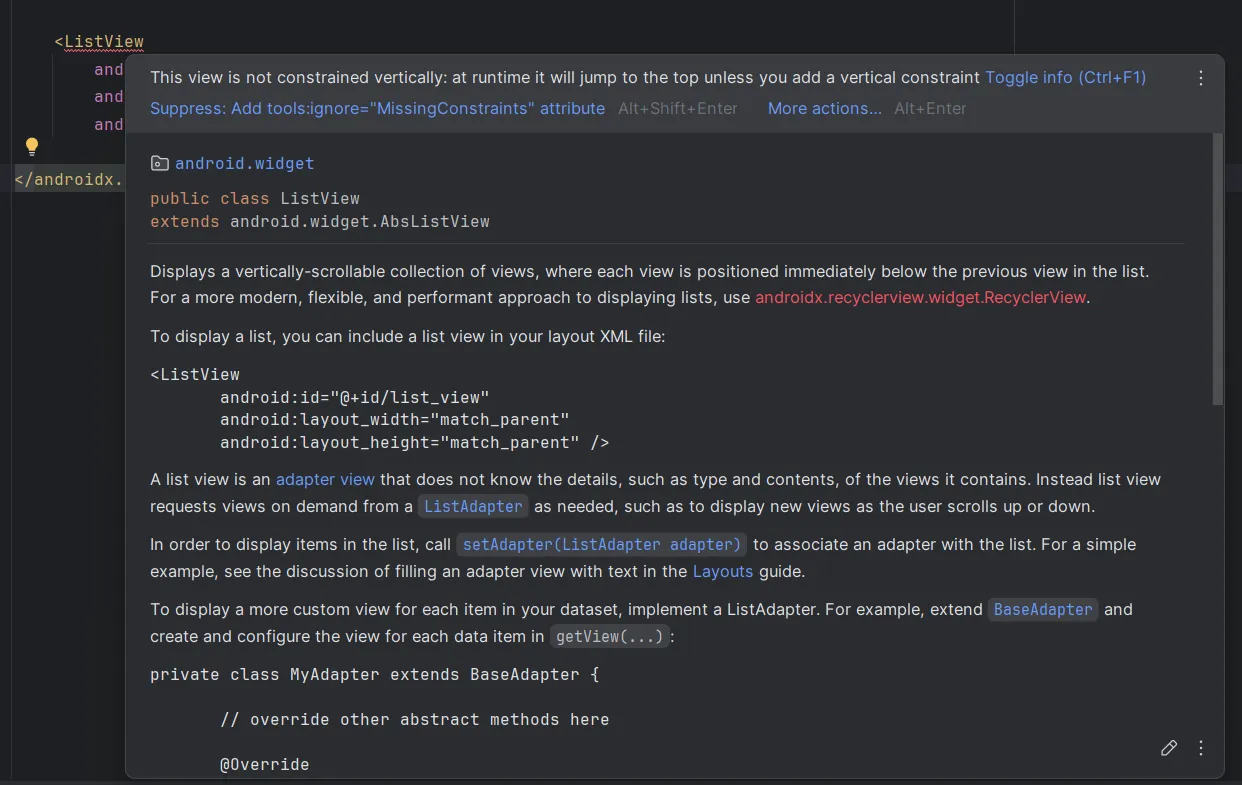 <ListView
and
This view is not constrained vertically: at runtime it will jump to the top unless you add a vertical constraint Toggle info (Ctrl+F1)
and
Suppress: Add tools:ignore="MissingConstraints" attribute Alt+Shift+Enter More actions... Alt+Enter
and
android.widget
</androidx.
public class ListView
extends android.widget.AbsListView
Displays a vertically-scrollable collection of views, where each view is positioned immediately below the previous view in the list.
For a more modern, flexible, and performant approach to displaying lists, use androidx.recyclerview.widget.RecyclerView.
To display a list, you can include a list view in your layout XML file:
<ListView
android:id="@+id/list_view"
android:layout_width="match_parent"
android:layout_height="match_parent" />
A list view is an adapter view that does not know the details, such as type and contents, of the views it contains. Instead list view
requests views on demand from a ListAdapter as needed, such as to display new views as the user scrolls up or down.
In order to display items in the list, call setAdapter(ListAdapter adapter) to associate an adapter with the list. For a simple
example, see the discussion of filling an adapter view with text in the Layouts guide.
To display a more custom view for each item in your dataset, implement a ListAdapter. For example, extend BaseAdapter and
create and configure the view for each data item in getView(...):
private class MyAdapter extends BaseAdapter {
// override other abstract methods here
@Override